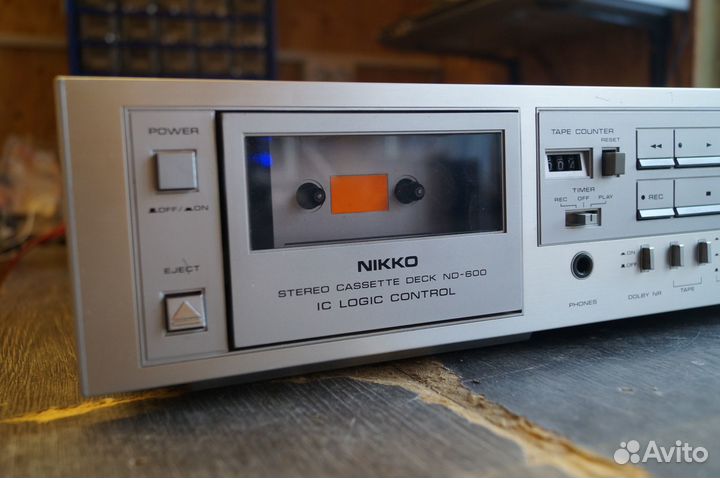 POWER
OFF/ ON
EJECT
NIKKO
STEREO CASSETTE DECK ND-600
IC LOGIC CONTROL
TAPE COUNTER
RESET
TIMER
REC OFF PLAY
REC
PHONES
ON
OFF
DOLBY NR
TAPE
Avito